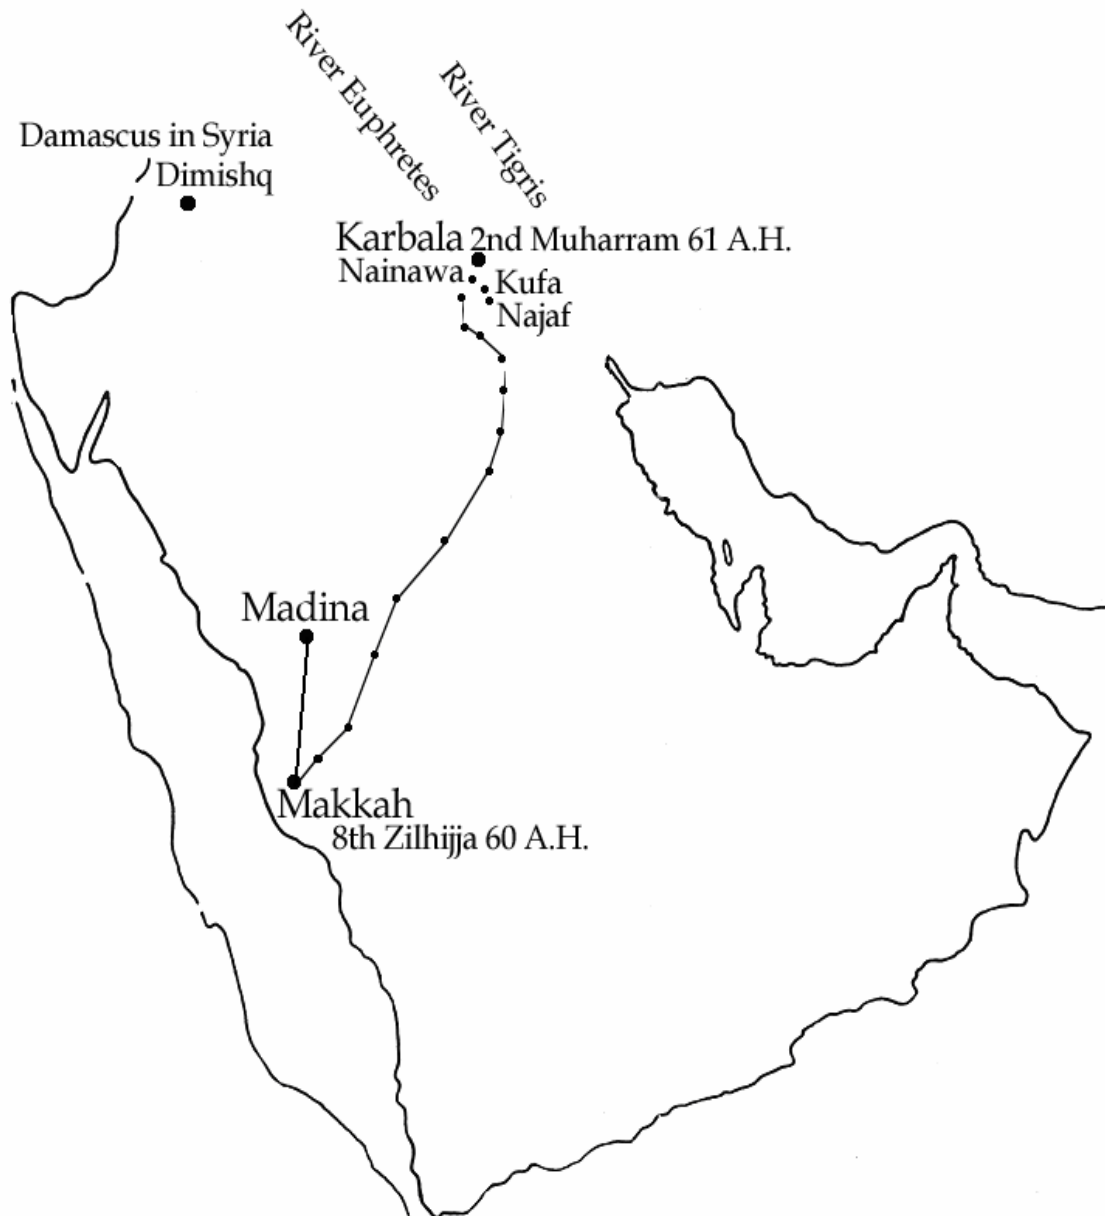 River Euphretes
River Tigris
Damascus in Syria
Dimishq
Karbala 2nd Muharram 61 A.H.
Nainawa
Kufa
Najaf
Madina
Makkah
8th Zilhijja 60 A.H.